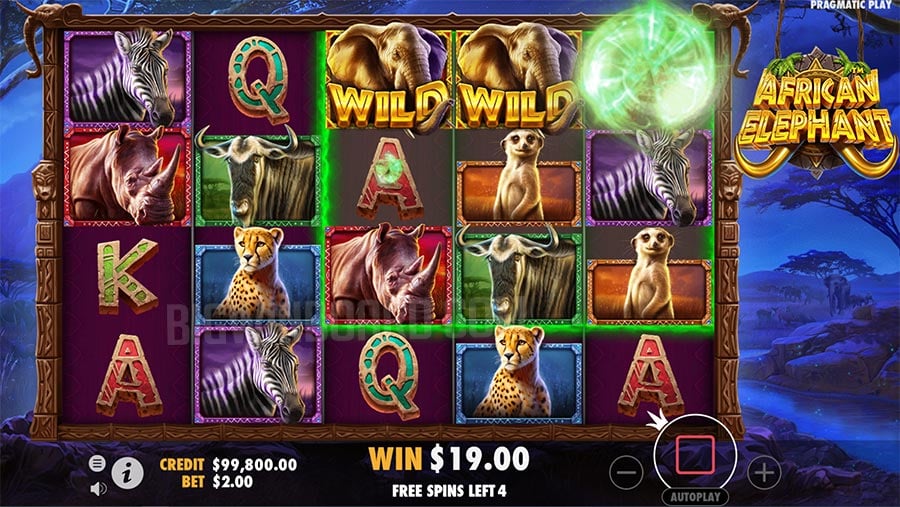 PRAGMATIC PLAY
AFRICAN
ELEPHANT™
Q
WILD
WILD
A
K
A
Q
A
CREDIT $99,800.00
BET $2.00
WIN $19.00
FREE SPINS LEFT 4
AUTOPLAY